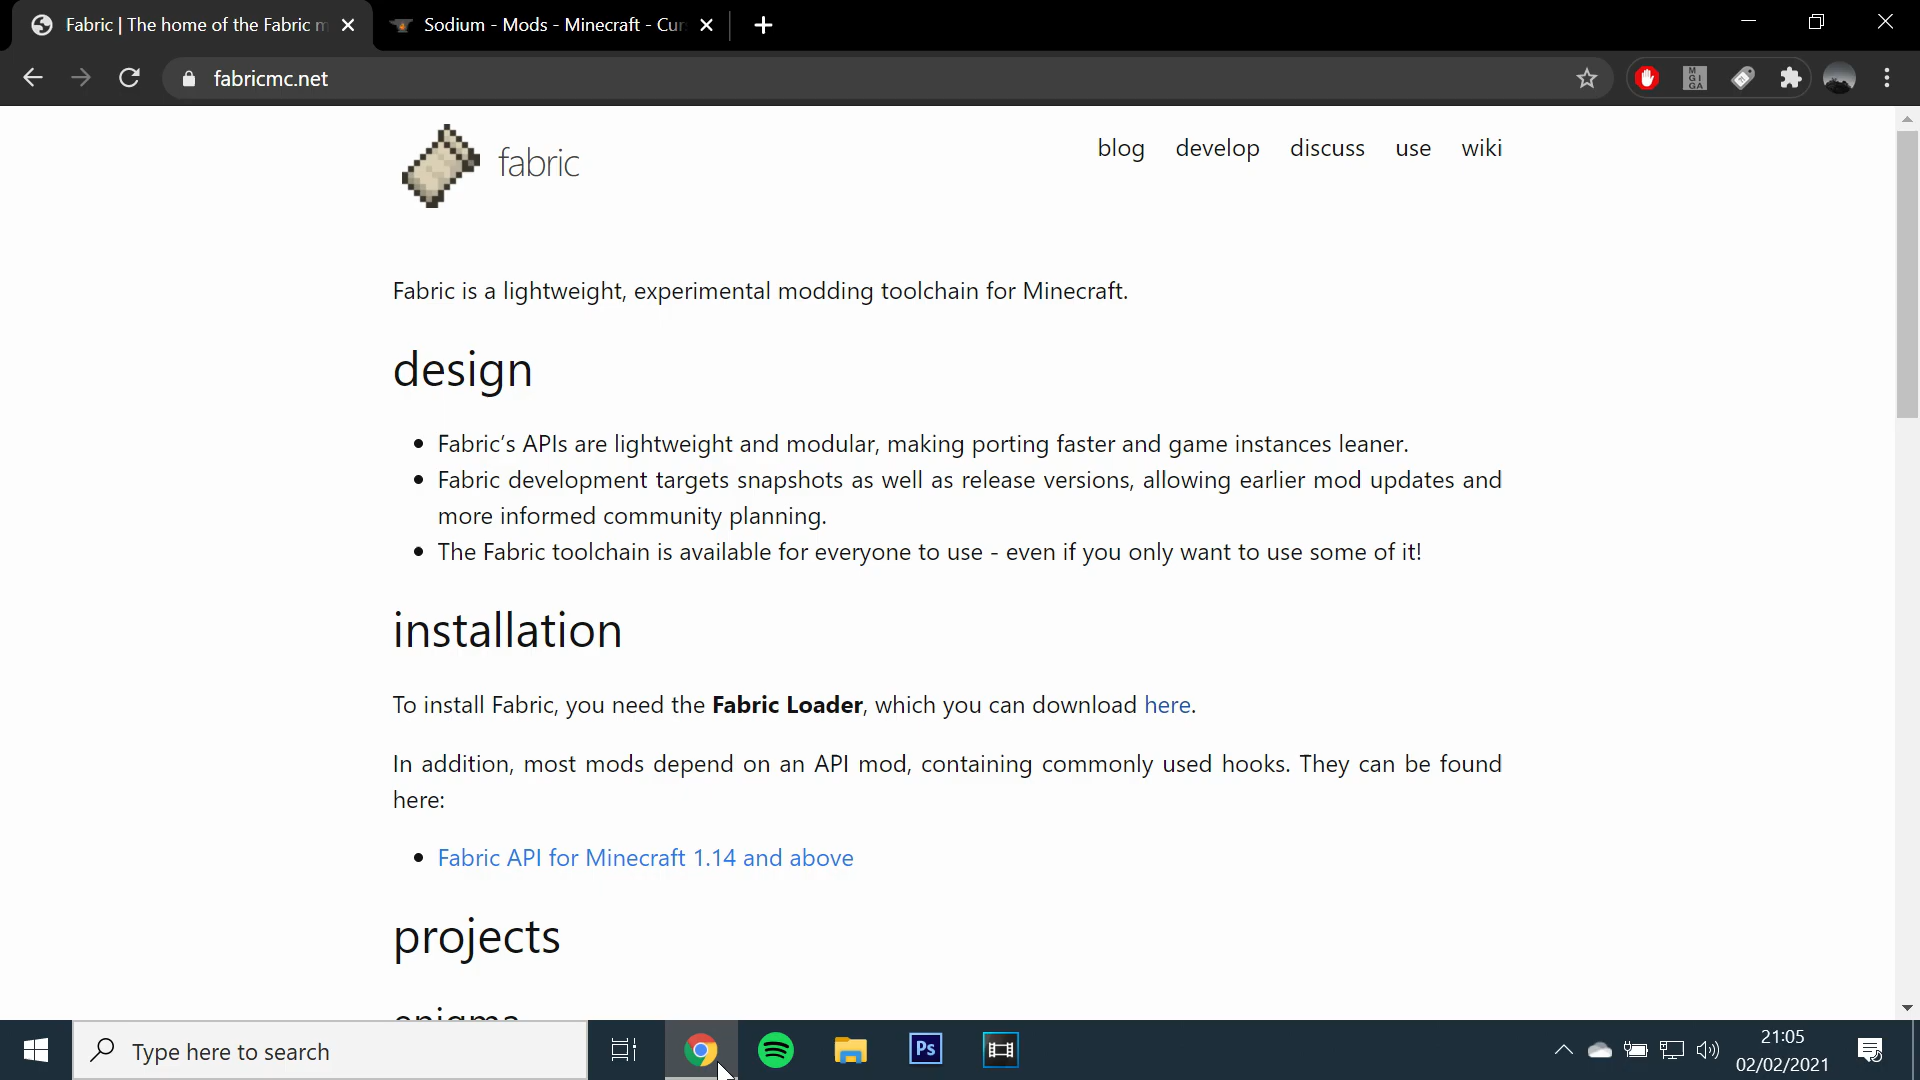 Fabric | The home of the Fabric m
Sodium - Mods - Minecraft - Cur
fabricmc.net
M
G I
GA
fabric
blog develop discuss use wiki
Fabric is a lightweight, experimental modding toolchain for Minecraft.
design
Fabric’s APIs are lightweight and modular, making porting faster and game instances leaner.
Fabric development targets snapshots as well as release versions, allowing earlier mod updates and
more informed community planning.
The Fabric toolchain is available for everyone to use - even if you only want to use some of it!
installation
To install Fabric, you need the Fabric Loader, which you can download here.
In addition, most mods depend on an API mod, containing commonly used hooks. They can be found
here:
Fabric API for Minecraft 1.14 and above
projects
enigma
Type here to search
Ps
21:05
02/02/2021